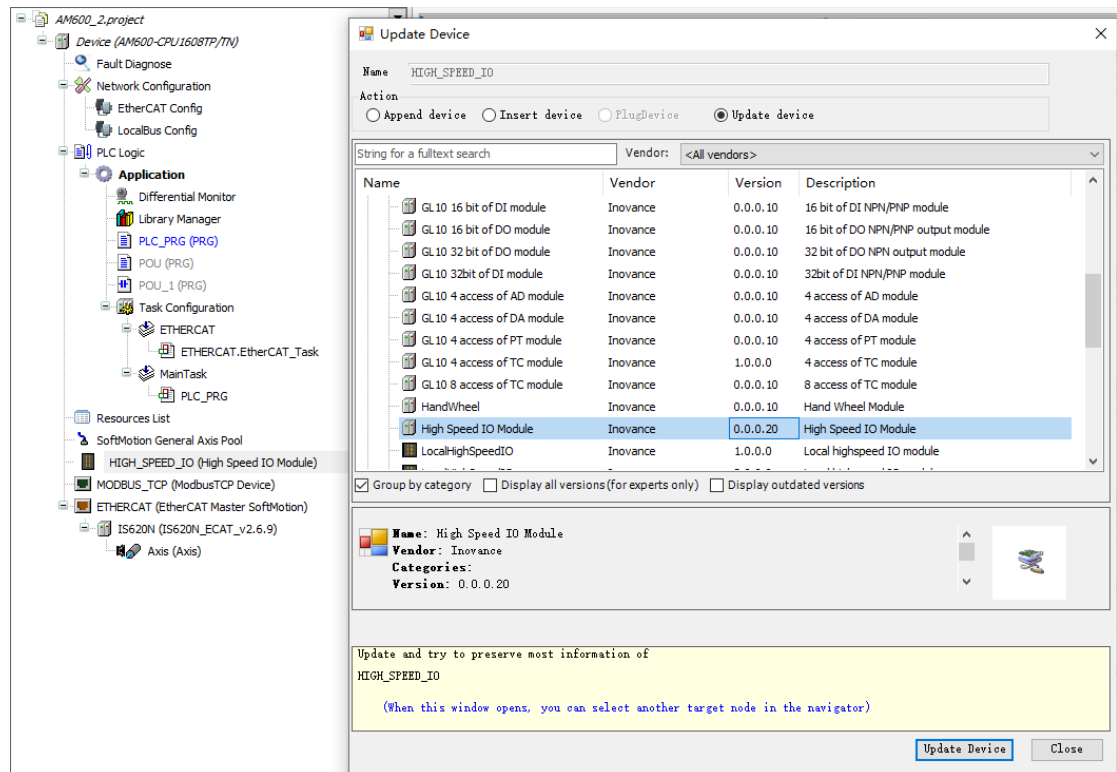 AM600_2.project
Device (AM600-CPU1608TP/TN)
Fault Diagnose
Network Configuration
EtherCAT Config
LocalBus Config
PLC Logic
Application
Differential Monitor
Library Manager
PLC_PRG (PRG)
POU (PRG)
POU_1 (PRG)
Task Configuration
ETHERCAT
ETHERCAT.EtherCAT_Task
MainTask
PLC_PRG
Resources List
SoftMotion General Axis Pool
HIGH_SPEED_IO (High Speed IO Module)
MODBUS_TCP (ModbusTCP Device)
ETHERCAT (EtherCAT Master SoftMotion)
IS620N (IS620N_ECAT_v2.6.9)
Axis (Axis)
Update Device
Name HIGH_SPEED_IO
Action
Append device Insert device PlugDevice Update device
String for a fulltext search Vendor: <All vendors>
Name Vendor Version Description
GL10 16 bit of DI module Inovance 0.0.0.10 16 bit of DI NPN/PNP module
GL10 16 bit of DO module Inovance 0.0.0.10 16 bit of DO NPN/PNP output module
GL10 32 bit of DO module Inovance 0.0.0.10 32 bit of DO NPN output module
GL10 32bit of DI module Inovance 0.0.0.10 32bit of DI NPN/PNP module
GL10 4 access of AD module Inovance 0.0.0.10 4 access of AD module
GL10 4 access of DA module Inovance 0.0.0.10 4 access of DA module
GL10 4 access of PT module Inovance 0.0.0.10 4 access of PT module
GL10 4 access of TC module Inovance 1.0.0.0 4 access of TC module
GL10 8 access of TC module Inovance 0.0.0.10 8 access of TC module
HandWheel Inovance 0.0.0.10 Hand Wheel Module
High Speed IO Module Inovance 0.0.0.20 High Speed IO Module
LocalHighSpeedIO Inovance 1.0.0.0 Local highspeed IO module
Group by category Display all versions(for experts only) Display outdated versions
Name: High Speed IO Module
Vendor: Inovance
Categories:
Version: 0.0.0.20
Update and try to preserve most information of
HIGH_SPEED_IO
(When this window opens, you can select another target node in the navigator)
Update Device Close